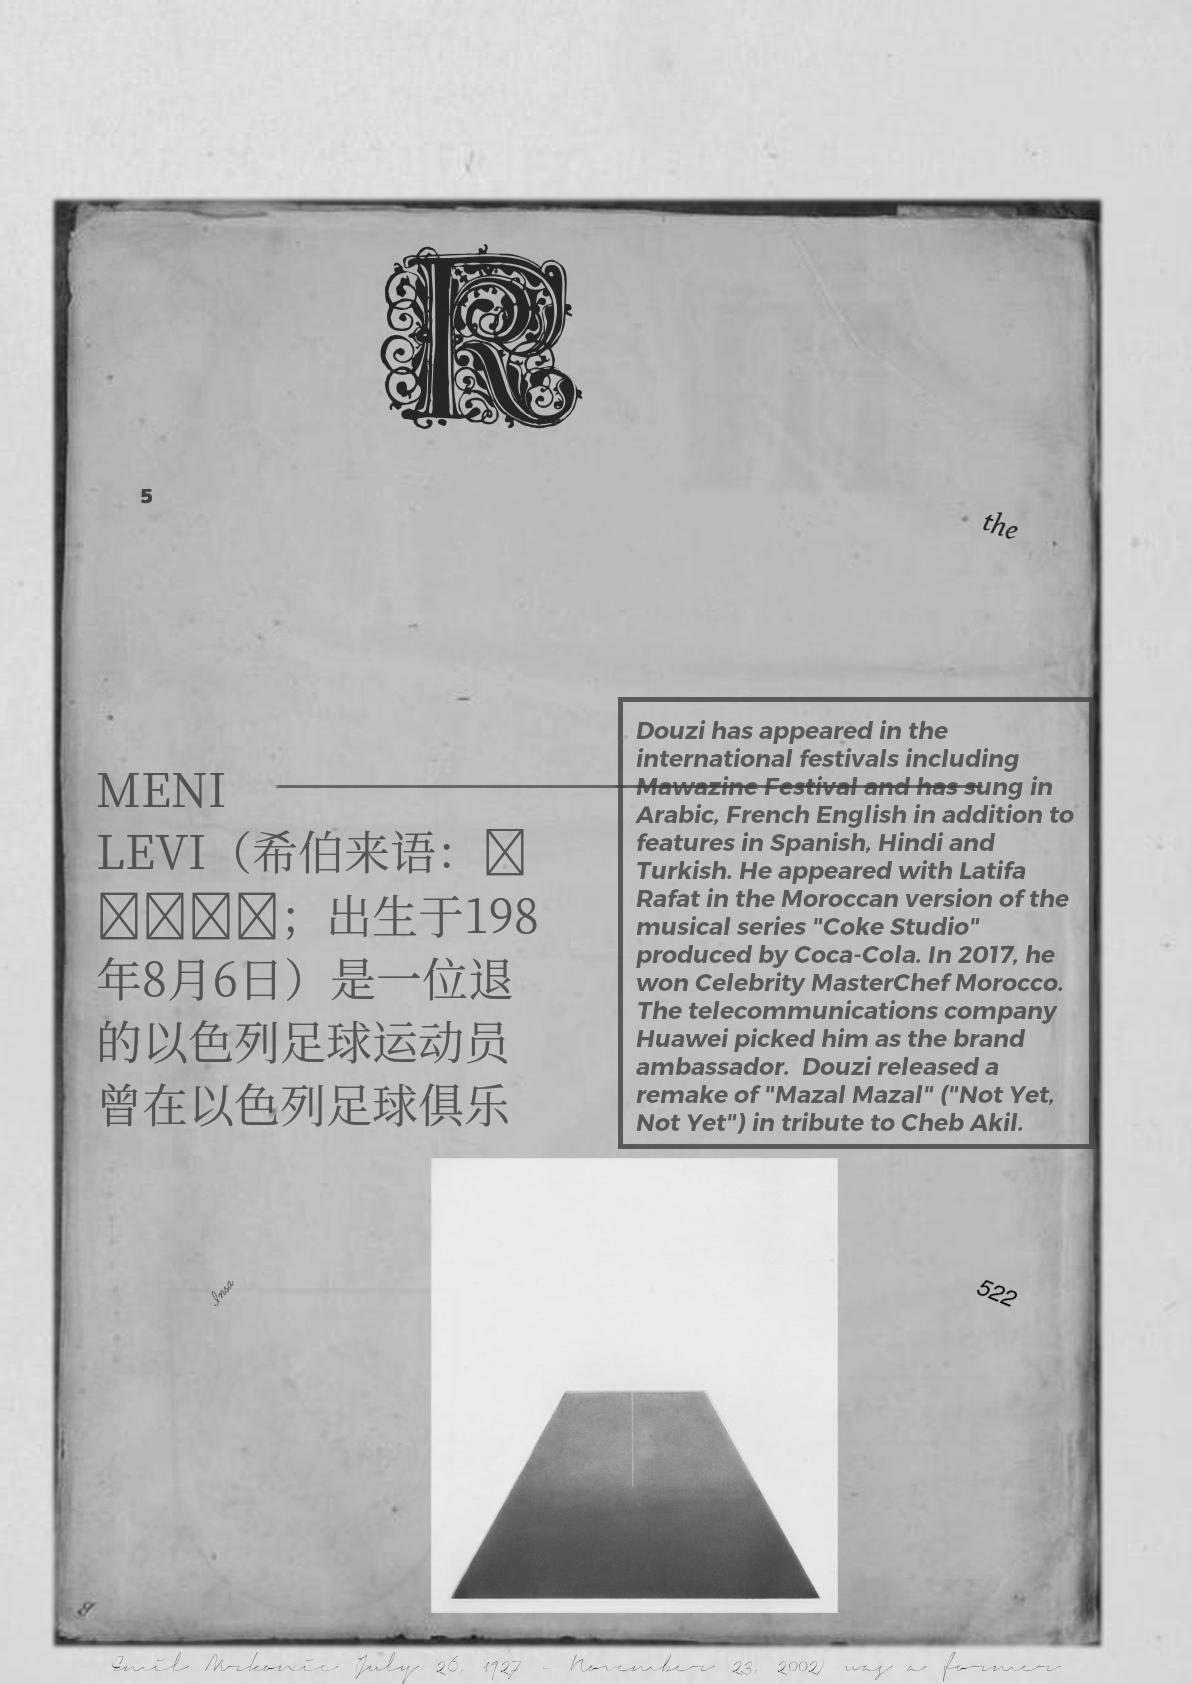 R
5
the
MENI
LEVI（希伯来语：
；出生于198
年8月6日）是一位退
的以色列足球运动员
曾在以色列足球俱乐
Douzi has appeared in the
international festivals including
Mawazine Festival and has sung in
Arabic, French English in addition to
features in Spanish, Hindi and
Turkish. He appeared with Latifa
Rafat in the Moroccan version of the
musical series "Coke Studio"
produced by Coca-Cola. In 2017, he
won Celebrity MasterChef Morocco.
The telecommunications company
Huawei picked him as the brand
ambassador.  Douzi released a
remake of "Mazal Mazal" ("Not Yet,
Not Yet") in tribute to Cheb Akil.
Insa
522
Emil Mrkonic July 26, 1927 - November 23, 2002) was a former